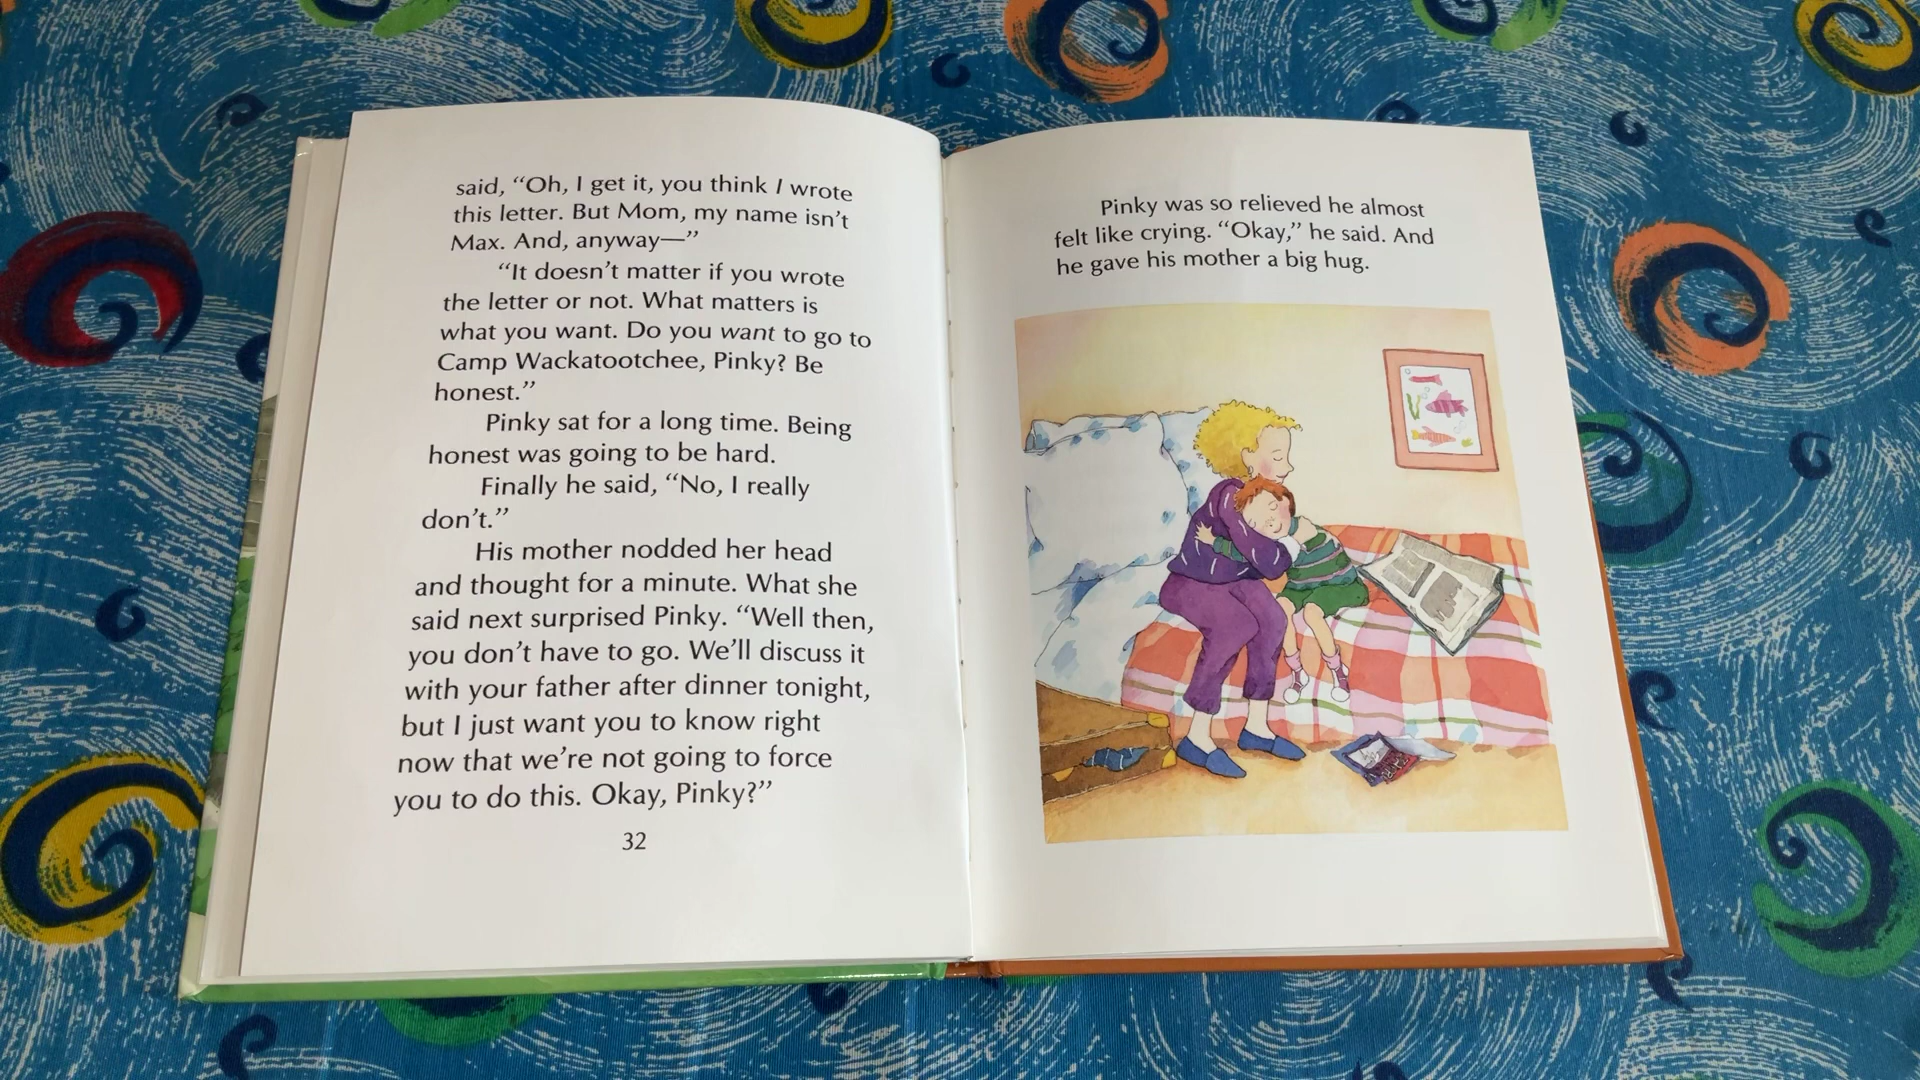 said, “Oh, I get it, you think I wrote
this letter. But Mom, my name isn’t
Max. And, anyway—”
“It doesn’t matter if you wrote
the letter or not. What matters is
what you want. Do you want to go to
Camp Wackatootchee, Pinky? Be
honest.”
Pinky sat for a long time. Being
honest was going to be hard.
Finally he said, “No, I really
don’t.”
His mother nodded her head
and thought for a minute. What she
said next surprised Pinky. “Well then,
you don’t have to go. We’ll discuss it
with your father after dinner tonight,
but I just want you to know right
now that we’re not going to force
you to do this. Okay, Pinky?”
32
Pinky was so relieved he almost
felt like crying. “Okay,” he said. And
he gave his mother a big hug.